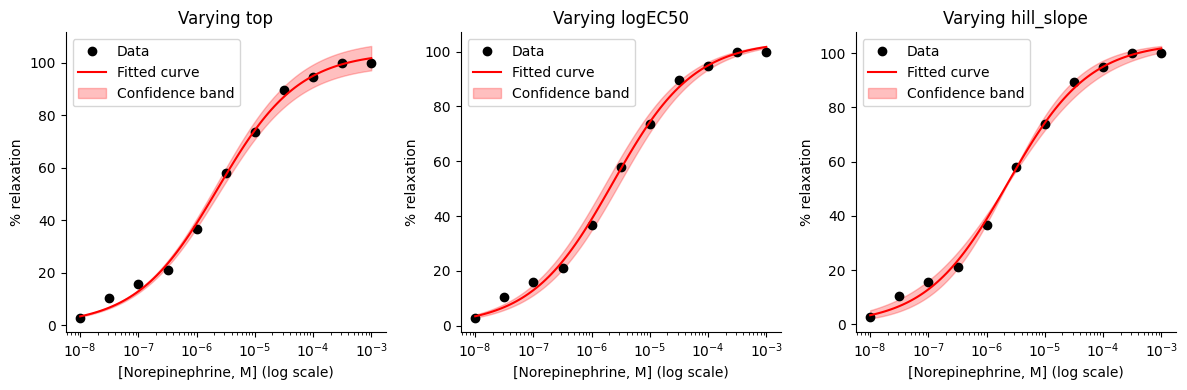 Varying top
Data
Fitted curve
Confidence band
100
80
60
40
20
0
% relaxation
10⁻⁸
10⁻⁷
10⁻⁶
10⁻⁵
10⁻⁴
10⁻³
[Norepinephrine, M] (log scale)
Varying logEC50
Data
Fitted curve
Confidence band
100
80
60
40
20
0
% relaxation
10⁻⁸
10⁻⁷
10⁻⁶
10⁻⁵
10⁻⁴
10⁻³
[Norepinephrine, M] (log scale)
Varying hill_slope
Data
Fitted curve
Confidence band
100
80
60
40
20
0
% relaxation
10⁻⁸
10⁻⁷
10⁻⁶
10⁻⁵
10⁻⁴
10⁻³
[Norepinephrine, M] (log scale)